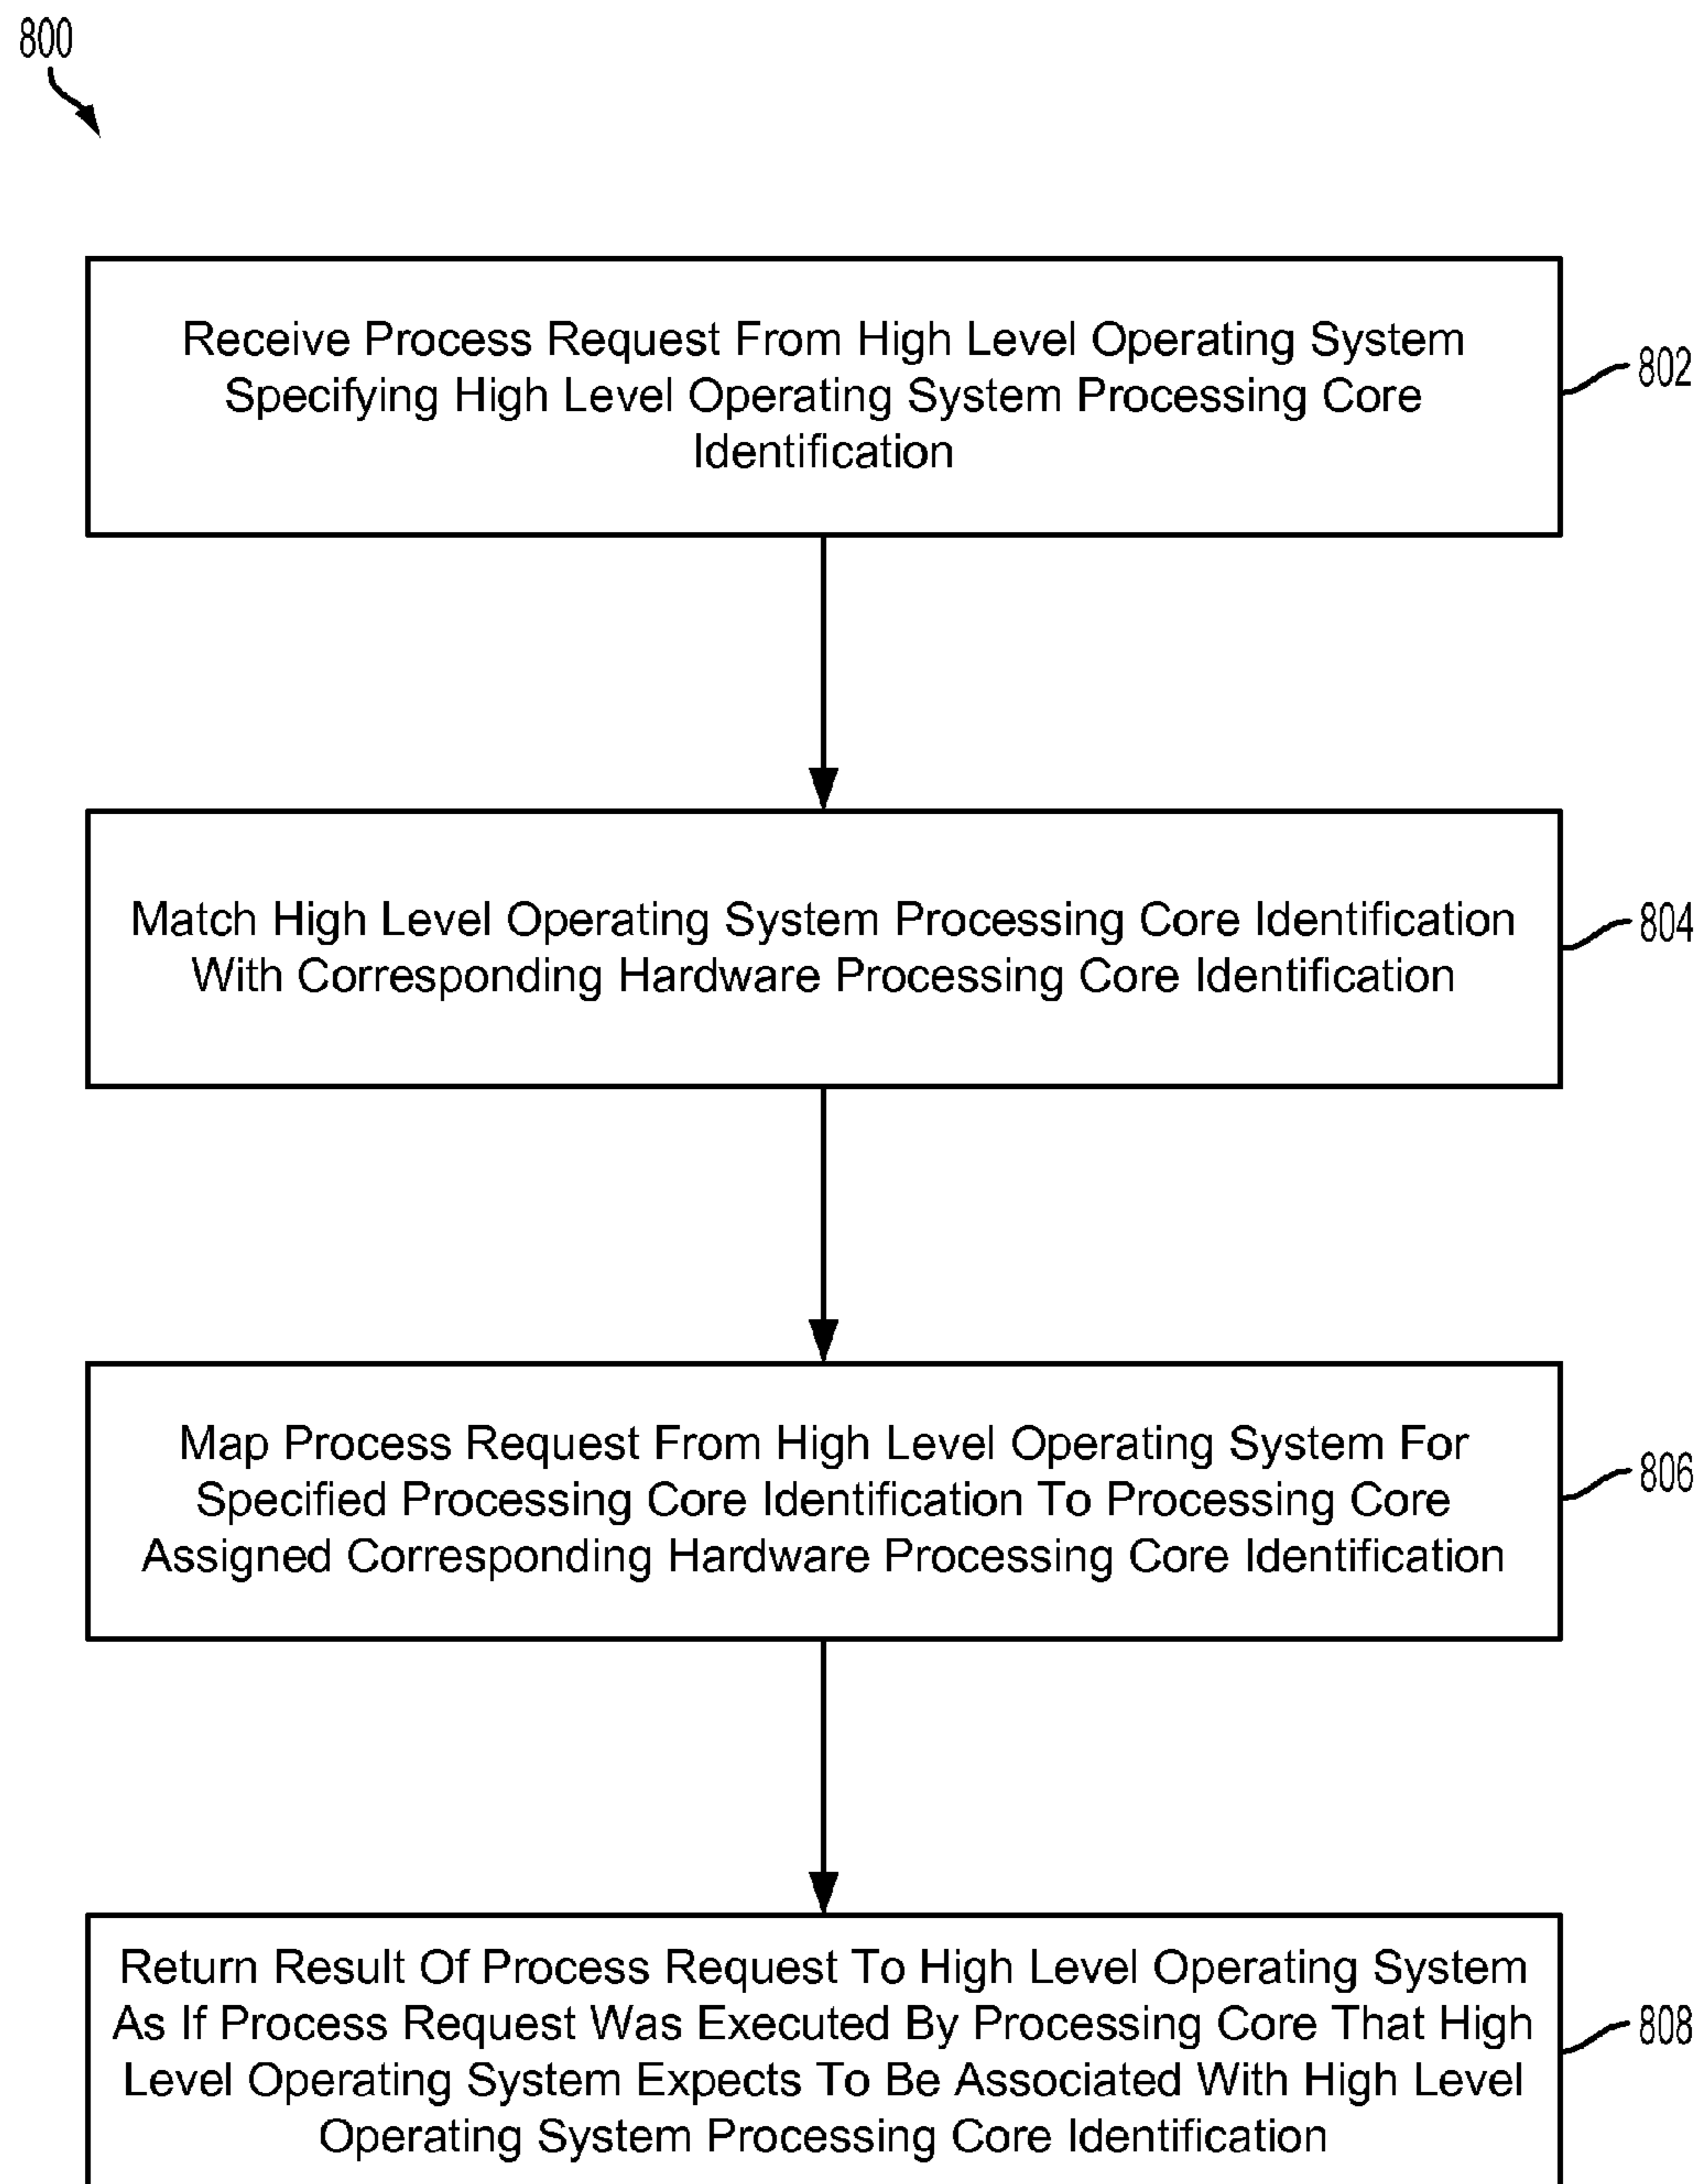 800
Receive Process Request From High Level Operating System
Specifying High Level Operating System Processing Core
Identification
802
Match High Level Operating System Processing Core Identification
With Corresponding Hardware Processing Core Identification
804
Map Process Request From High Level Operating System For
Specified Processing Core Identification To Processing Core
Assigned Corresponding Hardware Processing Core Identification
806
Return Result Of Process Request To High Level Operating System
As If Process Request Was Executed By Processing Core That High
Level Operating System Expects To Be Associated With High Level
Operating System Processing Core Identification
808